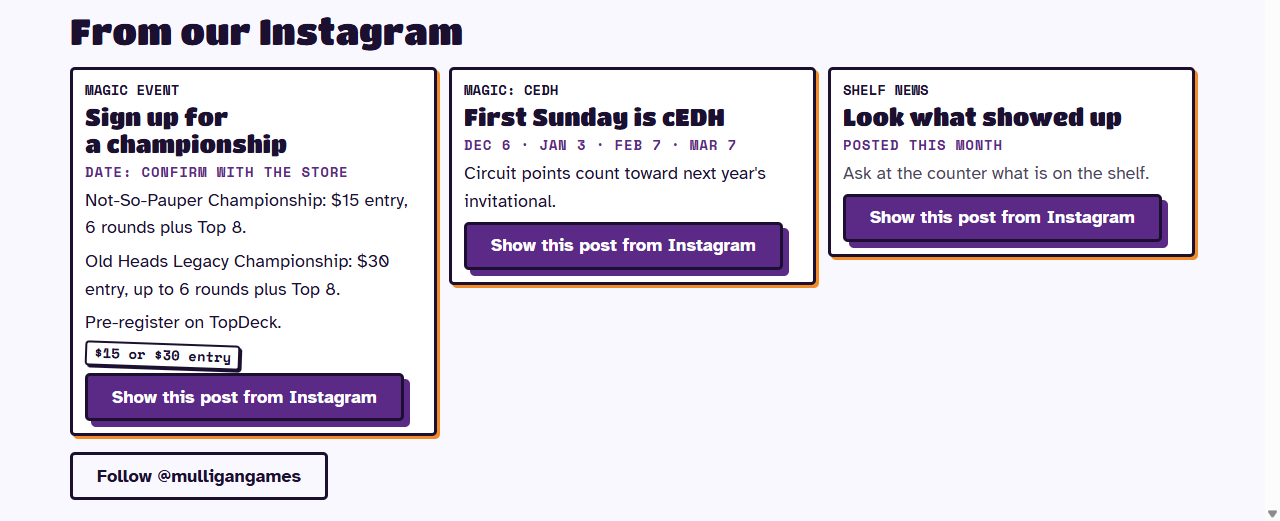 From our Instagram
MAGIC EVENT
Sign up for
a championship
DATE: CONFIRM WITH THE STORE
Not-So-Pauper Championship: $15 entry,
6 rounds plus Top 8.
Old Heads Legacy Championship: $30
entry, up to 6 rounds plus Top 8.
Pre-register on TopDeck.
$15 or $30 entry
Show this post from Instagram
MAGIC: CEDH
First Sunday is cEDH
DEC 6 · JAN 3 · FEB 7 · MAR 7
Circuit points count toward next year's
invitational.
Show this post from Instagram
SHELF NEWS
Look what showed up
POSTED THIS MONTH
Ask at the counter what is on the shelf.
Show this post from Instagram
Follow @mulligangames